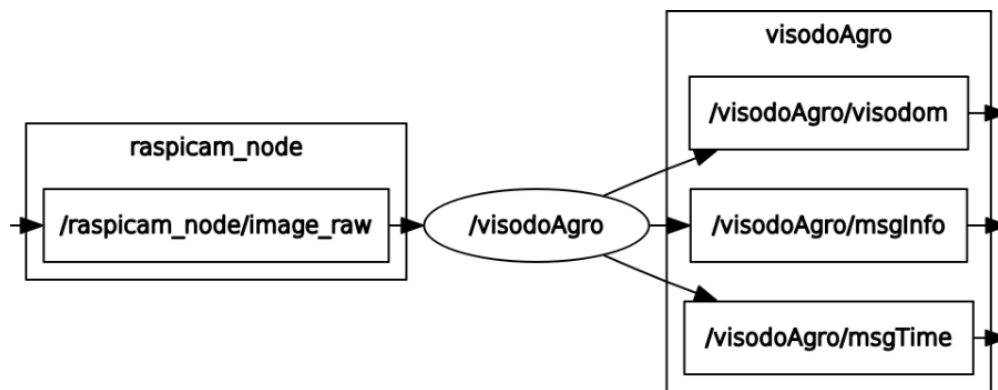 raspicam_node
/raspicam_node/image_raw
/visodoAgro
visodoAgro
/visodoAgro/visodom
/visodoAgro/msgInfo
/visodoAgro/msgTime